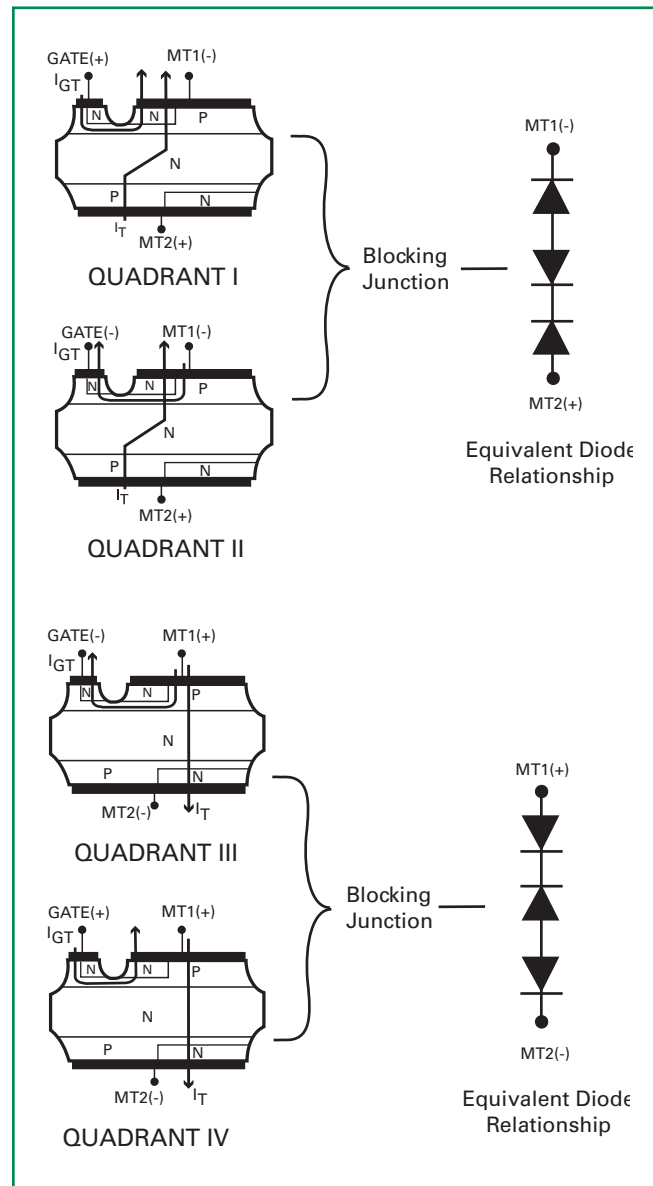 GATE(+)
MT1(-)
IGT
N
N
P
N
P
N
IT
MT2(+)
QUADRANT I
GATE(-)
MT1(-)
IGT
N
N
P
N
P
N
IT
MT2(+)
QUADRANT II
Blocking
Junction
MT1(-)
MT2(+)
Equivalent Diode
Relationship
GATE(-)
MT1(+)
IGT
N
N
P
N
P
N
MT2(-)
IT
QUADRANT III
GATE(+)
MT1(+)
IGT
N
N
P
N
P
N
MT2(-)
IT
QUADRANT IV
Blocking
Junction
MT1(+)
MT2(-)
Equivalent Diode
Relationship